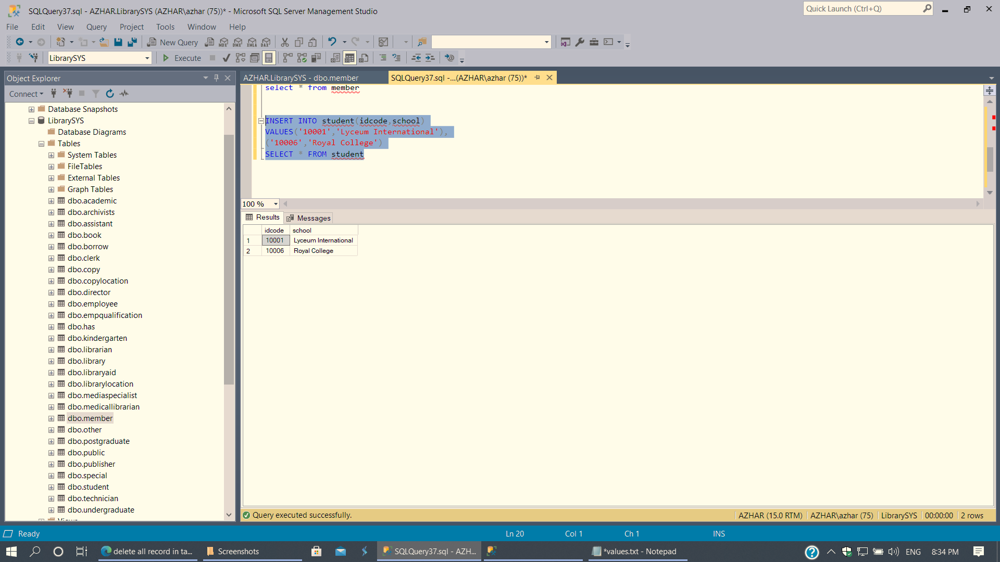 SQLQuery37.sql - AZHAR.LibrarySYS (AZHAR\azhar (75))* - Microsoft SQL Server Management Studio
Quick Launch (Ctrl+Q)
File Edit View Query Project Tools Window Help
New Query MDX DMX XMLA DAX
LibrarySYS Execute
Object Explorer
Connect
Database Snapshots
LibrarySYS
Database Diagrams
Tables
System Tables
FileTables
External Tables
Graph Tables
dbo.academic
dbo.archivists
dbo.assistant
dbo.book
dbo.borrow
dbo.clerk
dbo.copy
dbo.copylocation
dbo.director
dbo.employee
dbo.empqualification
dbo.has
dbo.kindergarten
dbo.librarian
dbo.library
dbo.libraryaid
dbo.librarylocation
dbo.mediaspecialist
dbo.medicallibrarian
dbo.member
dbo.other
dbo.postgraduate
dbo.public
dbo.publisher
dbo.special
dbo.student
dbo.technician
dbo.undergraduate
Views
AZHAR.LibrarySYS - dbo.member
SQLQuery37.sql -...(AZHAR\azhar (75))*
select * from member
INSERT INTO student(idcode,school)
VALUES('10001','Lyceum International'),
('10006','Royal College')
SELECT * FROM student
100 %
Results Messages
idcode school
1 10001 Lyceum International
2 10006 Royal College
Query executed successfully.
AZHAR (15.0 RTM) AZHAR\azhar (75) LibrarySYS 00:00:00 2 rows
Ready Ln 20 Col 1 Ch 1 INS
delete all record in ta... Screenshots SQLQuery37.sql - AZH... *values.txt - Notepad ENG 8:34 PM